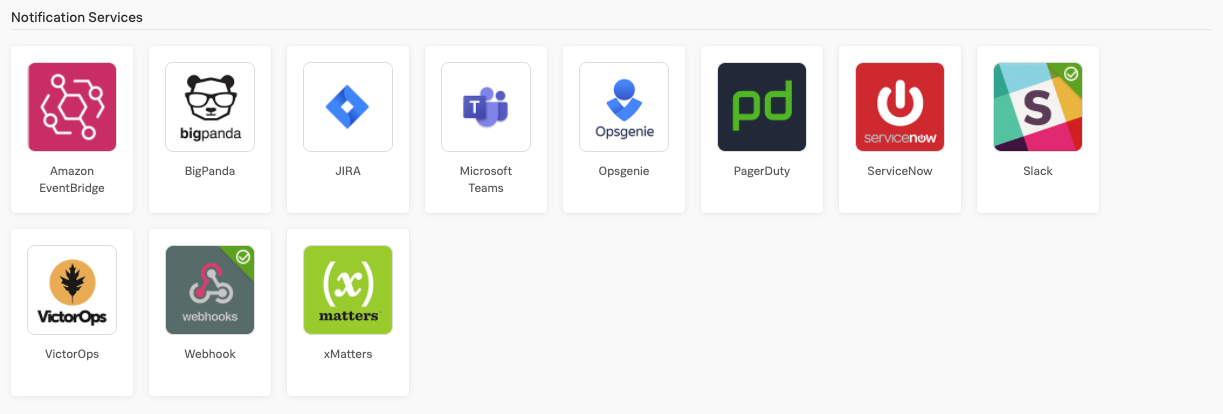 Notification Services
bigpanda
T
Opsgenie
pd
servicenow
S
Amazon
EventBridge
BigPanda
JIRA
Microsoft
Teams
Opsgenie
PagerDuty
ServiceNow
Slack
VictorOps
webhooks
(x)
matters
VictorOps
Webhook
xMatters